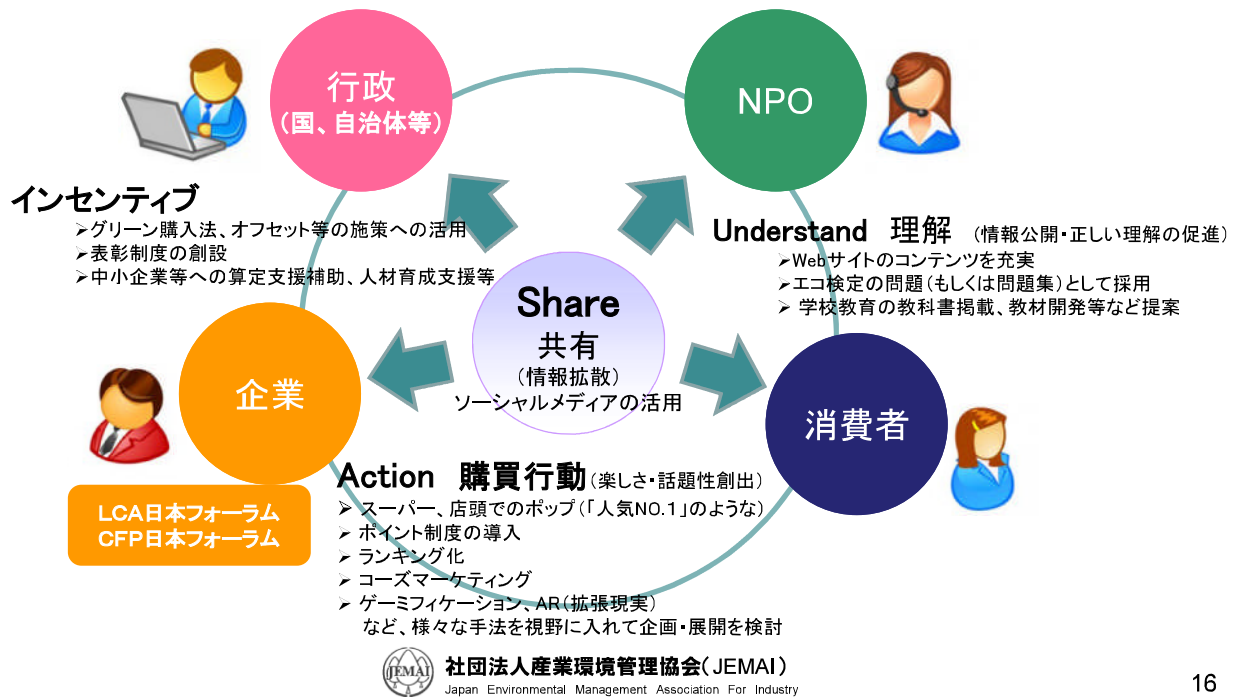 行政
(国、自治体等)
NPO
インセンティブ
➢グリーン購入法、オフセット等の施策への活用
➢表彰制度の創設
➢中小企業等への算定支援補助、人材育成支援等
Understand 理解 (情報公開・正しい理解の促進)
➢Webサイトのコンテンツを充実
➢エコ検定の問題(もしくは問題集)として採用
➢ 学校教育の教科書掲載、教材開発等など提案
Share
共有
(情報拡散)
ソーシャルメディアの活用
企業
消費者
LCA日本フォーラム
CFP日本フォーラム
Action 購買行動(楽しさ・話題性創出)
➢ スーパー、店頭でのポップ(「人気NO.1」のような)
➢ ポイント制度の導入
➢ ランキング化
➢ コーズマーケティング
➢ ゲーミフィケーション、AR(拡張現実)
など、様々な手法を視野に入れて企画・展開を検討
JEMAI
社団法人産業環境管理協会(JEMAI)
Japan Environmental Management Association For Industry
16